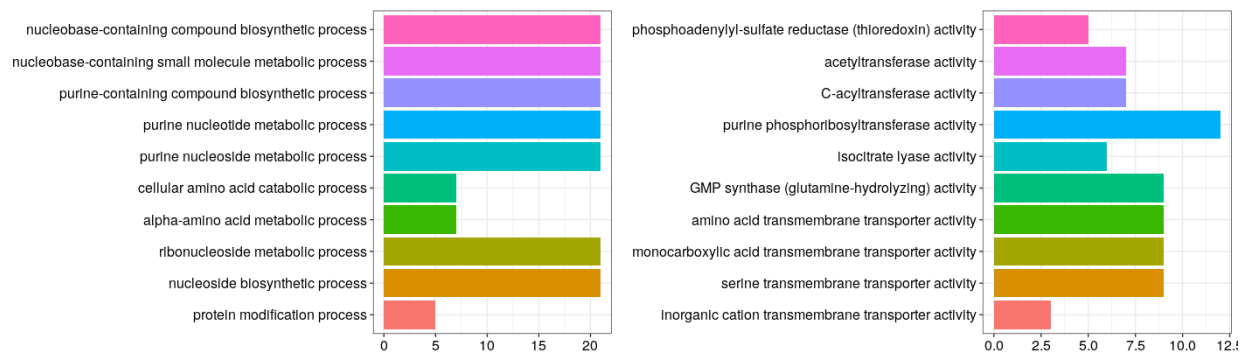 nucleobase-containing compound biosynthetic process
nucleobase-containing small molecule metabolic process
purine-containing compound biosynthetic process
purine nucleotide metabolic process
purine nucleoside metabolic process
cellular amino acid catabolic process
alpha-amino acid metabolic process
ribonucleoside metabolic process
nucleoside biosynthetic process
protein modification process
0 5 10 15 20
phosphoadenylyl-sulfate reductase (thioredoxin) activity
acetyltransferase activity
C-acyltransferase activity
purine phosphoribosyltransferase activity
isocitrate lyase activity
GMP synthase (glutamine-hydrolyzing) activity
amino acid transmembrane transporter activity
monocarboxylic acid transmembrane transporter activity
serine transmembrane transporter activity
inorganic cation transmembrane transporter activity
0.0 2.5 5.0 7.5 10.0 12.5